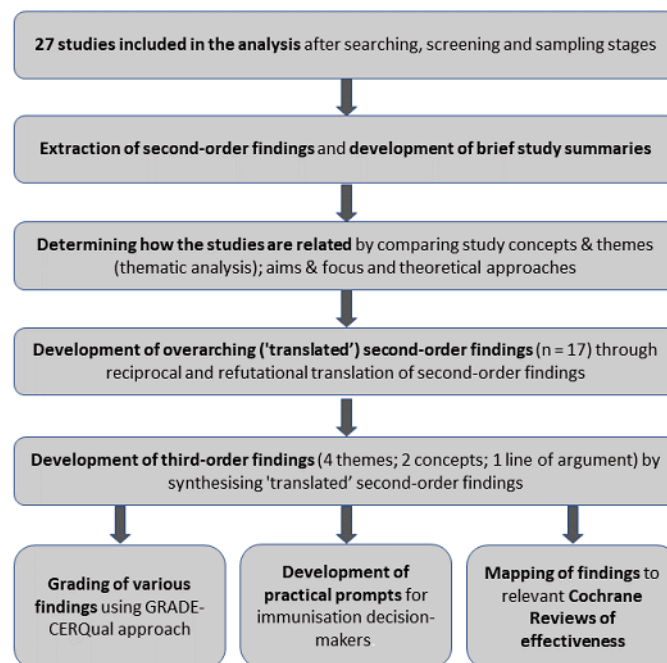 27 studies included in the analysis after searching, screening and sampling stages
Extraction of second-order findings and development of brief study summaries
Determining how the studies are related by comparing study concepts & themes
(thematic analysis); aims & focus and theoretical approaches
Development of overarching ('translated’) second-order findings (n = 17) through
reciprocal and refutational translation of second-order findings
Development of third-order findings (4 themes; 2 concepts; 1 line of argument) by
synthesising 'translated’ second-order findings
Grading of various
findings using GRADE-
CERQual approach
Development of
practical prompts for
immunisation decision-
makers
Mapping of findings to
relevant Cochrane
Reviews of
effectiveness